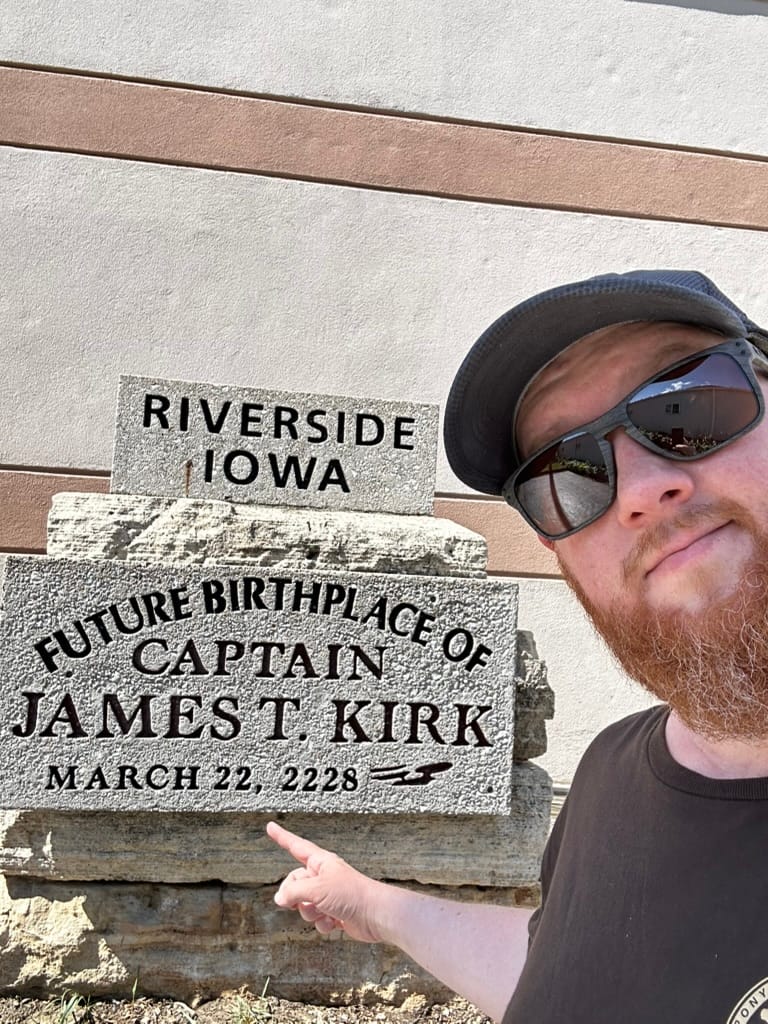 RIVERSIDE
IOWA
FUTURE BIRTHPLACE OF
CAPTAIN
JAMES T. KIRK
MARCH 22, 2228